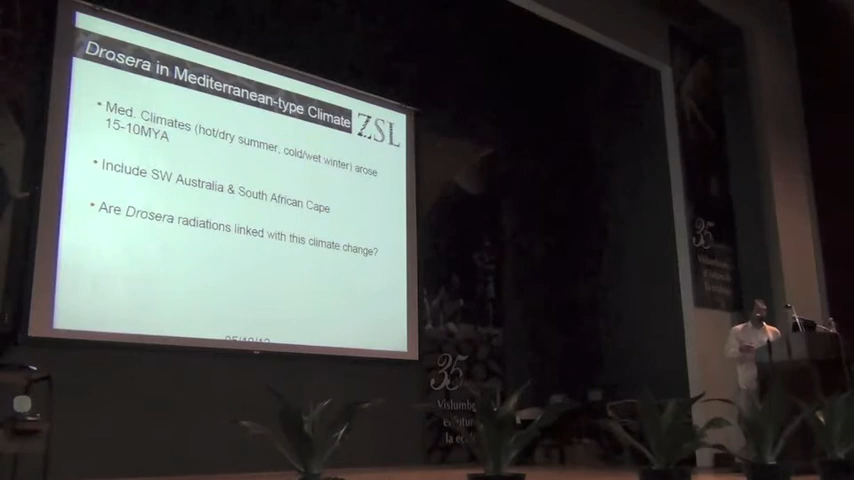 Drosera in Mediterranean-type Climate
ZSL
• Med. Climates (hot/dry summer, cold/wet winter) arose
15-10MYA
• Include SW Australia & South African Cape
• Are Drosera radiations linked with this climate change?
35
35